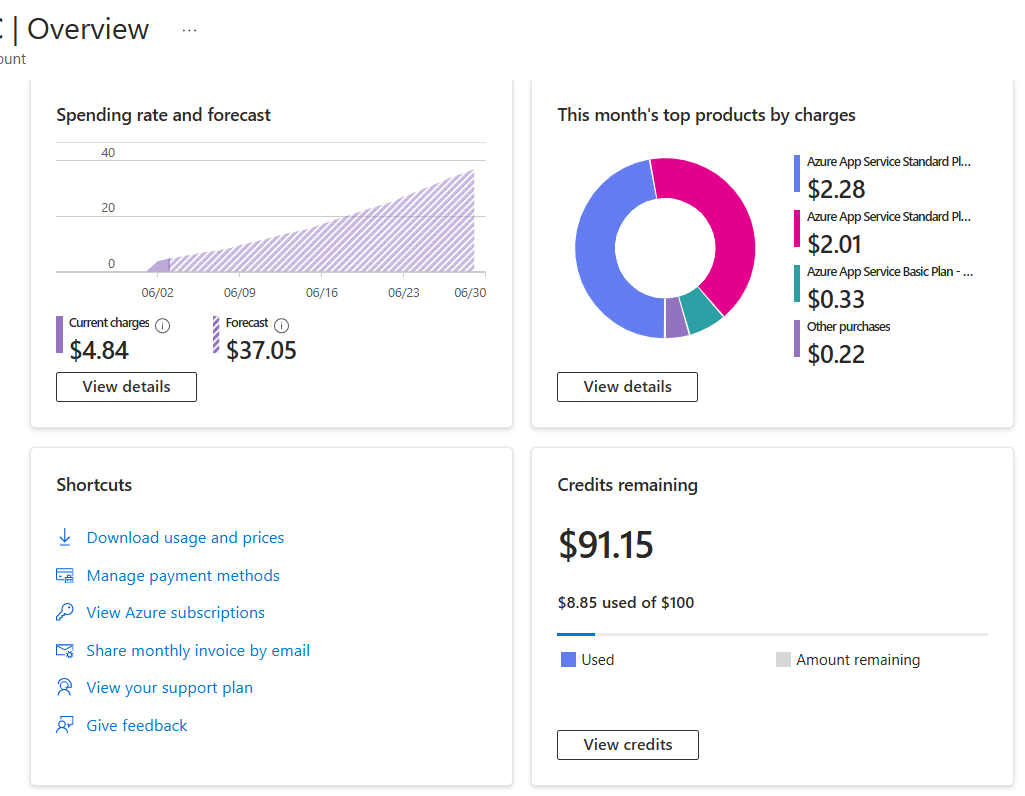 | Overview ...
ount
Spending rate and forecast
40
20
0
06/02 06/09 06/16 06/23 06/30
Current charges
$4.84
Forecast
$37.05
View details
This month's top products by charges
Azure App Service Standard Pl...
$2.28
Azure App Service Standard Pl...
$2.01
Azure App Service Basic Plan - ...
$0.33
Other purchases
$0.22
View details
Shortcuts
Download usage and prices
Manage payment methods
View Azure subscriptions
Share monthly invoice by email
View your support plan
Give feedback
Credits remaining
$91.15
$8.85 used of $100
Used
Amount remaining
View credits